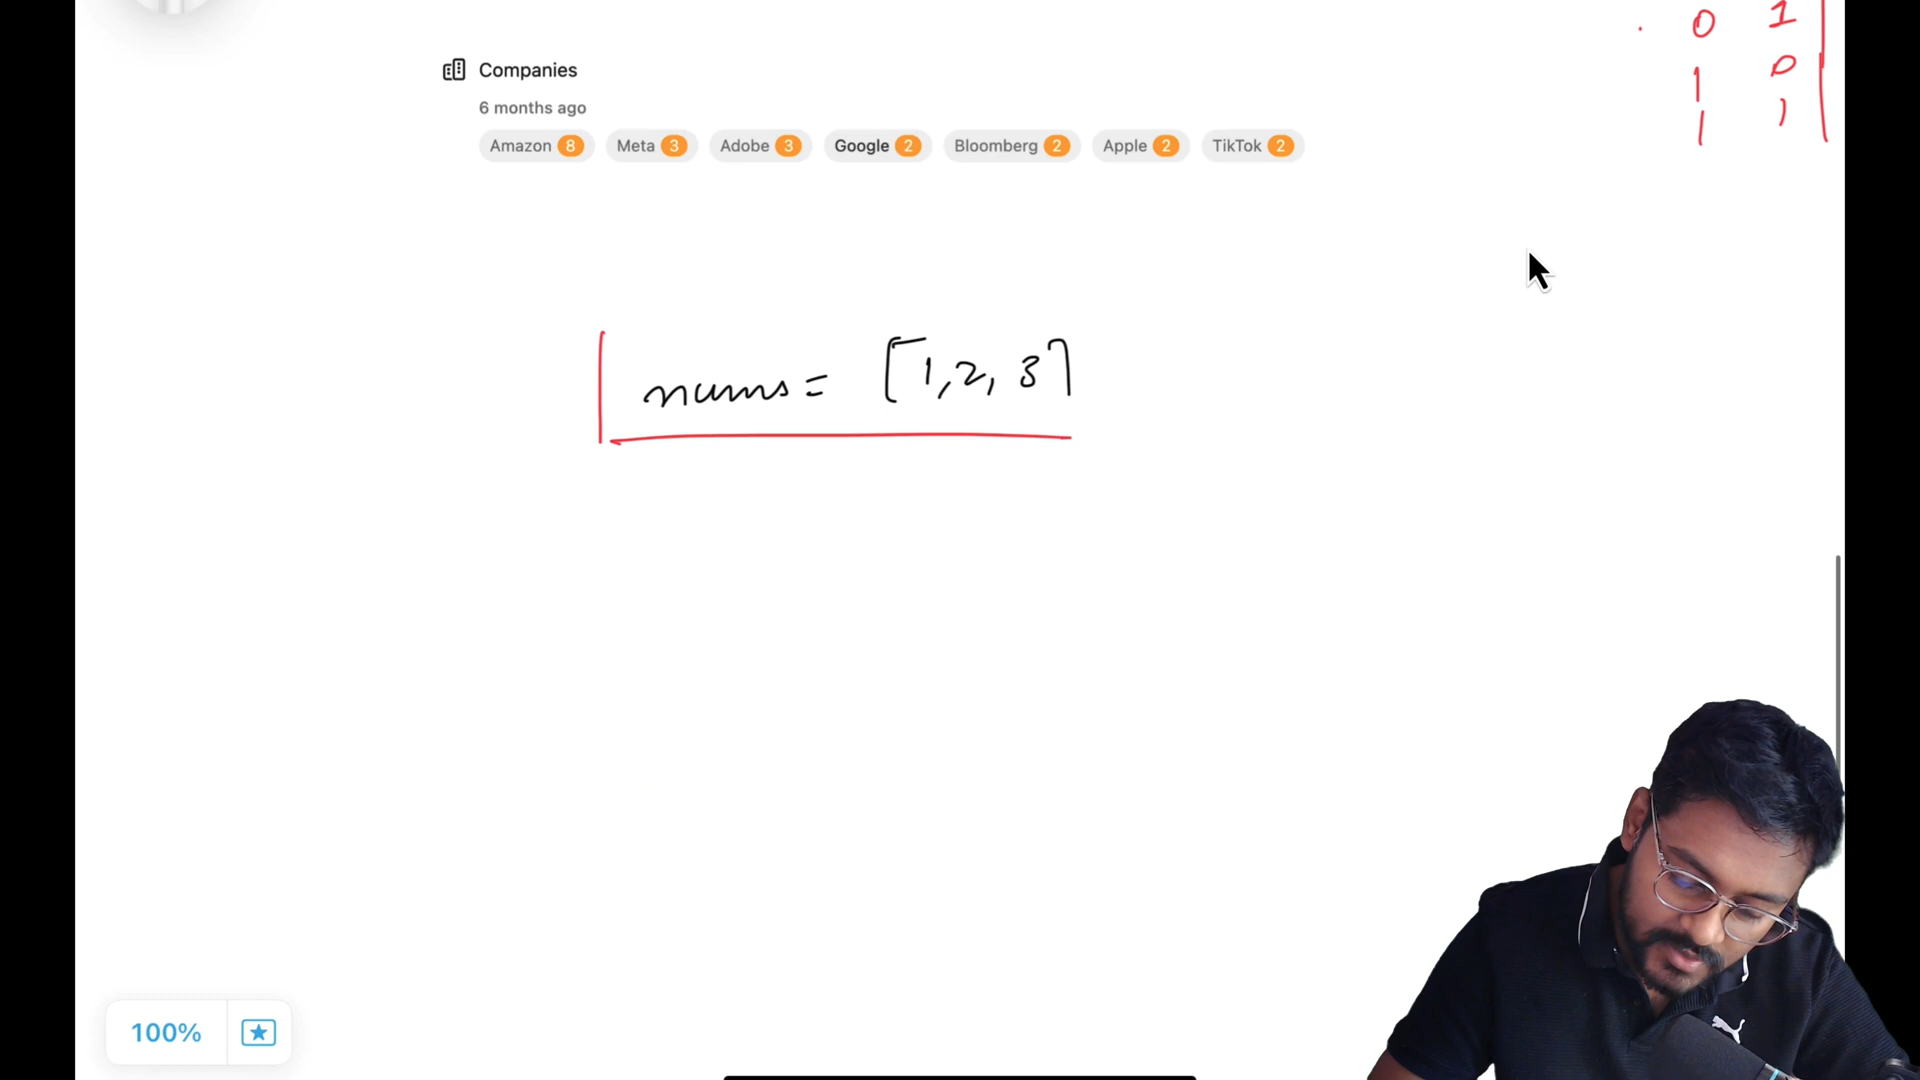 0 1
1 0
1 1
Companies
6 months ago
Amazon 8 Meta 3 Adobe 3 Google 2 Bloomberg 2 Apple 2 TikTok 2
nums = [1,2, 3]
100%